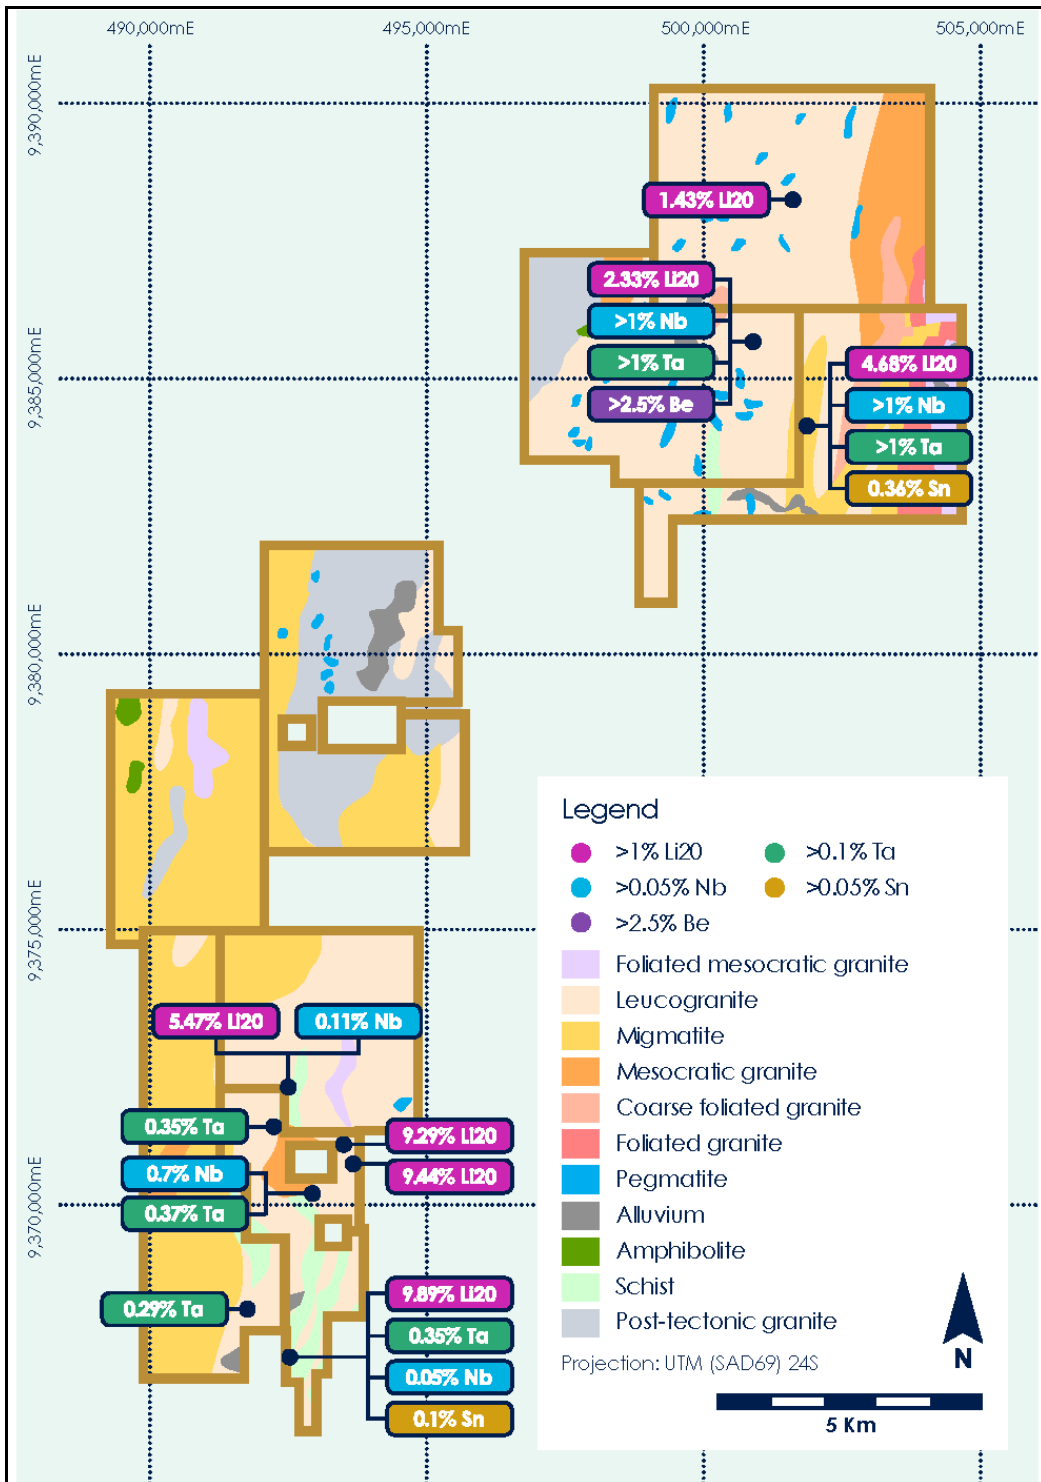 490,000mE
495,000mE
500,000mE
505,000mE
9,390,000mE
9,385,000mE
9,380,000mE
9,375,000mE
9,370,000mE
1.43% Li20
2.33% Li20
>1% Nb
>1% Ta
>2.5% Be
4.68% Li20
>1% Nb
>1% Ta
0.36% Sn
5.47% Li20
0.11% Nb
0.35% Ta
9.29% Li20
9.44% Li20
0.7% Nb
0.37% Ta
0.29% Ta
9.89% Li20
0.35% Ta
0.05% Nb
0.1% Sn
Legend
>1% Li20
>0.1% Ta
>0.05% Nb
>0.05% Sn
>2.5% Be
Foliated mesocratic granite
Leucogranite
Migmatite
Mesocratic granite
Coarse foliated granite
Foliated granite
Pegmatite
Alluvium
Amphibolite
Schist
Post-tectonic granite
Projection: UTM (SAD69) 24S
N
5 Km